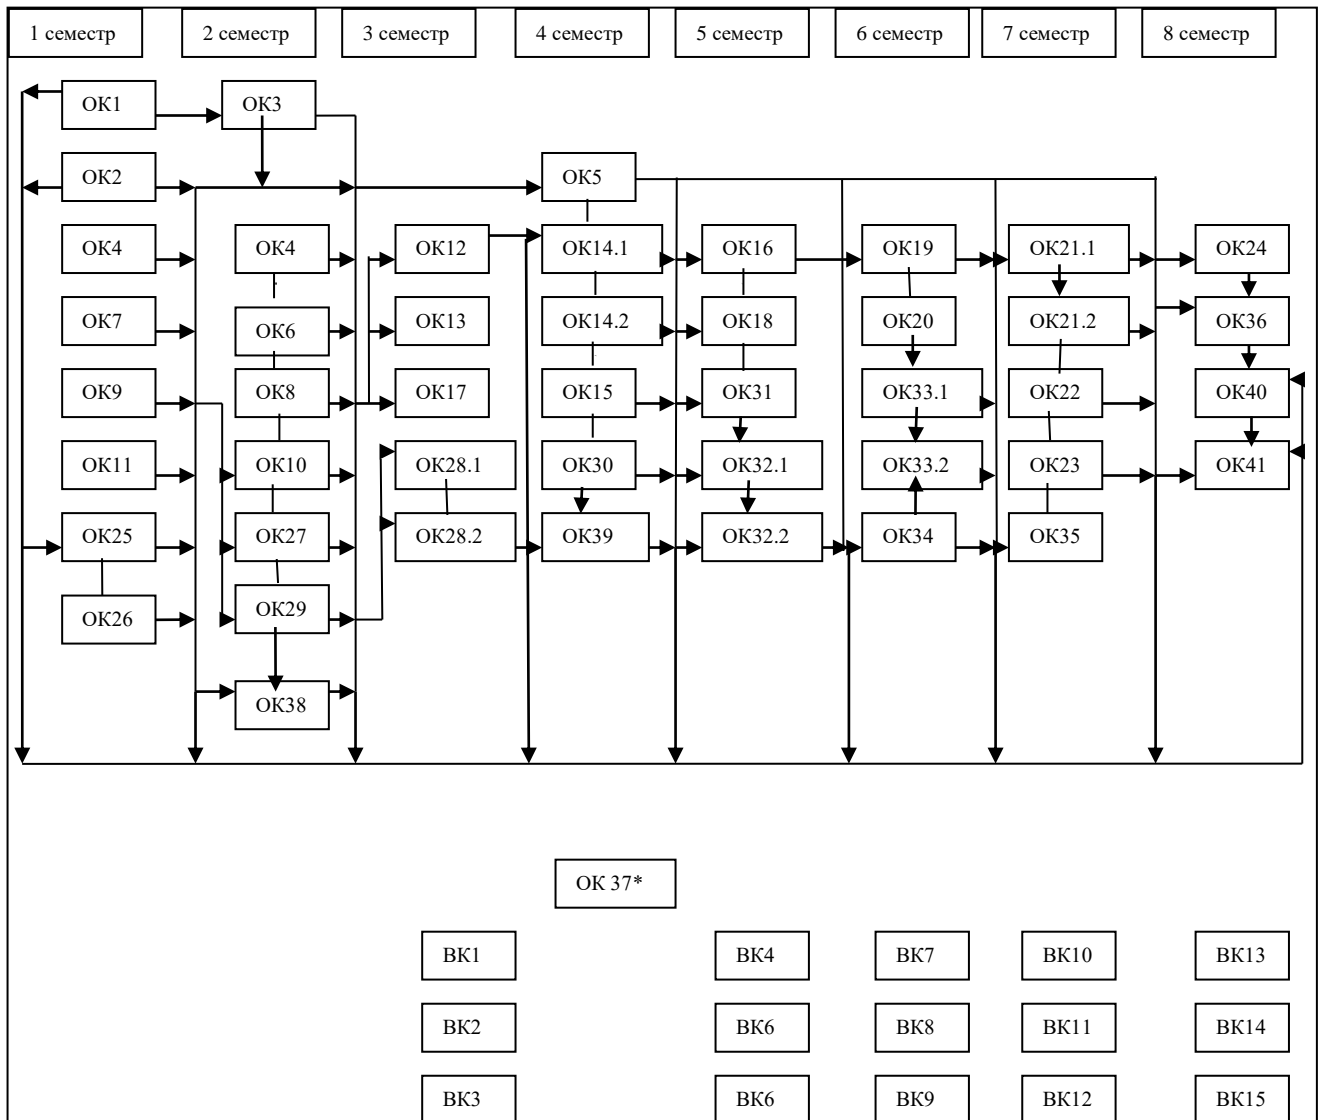 1 семестр 2 семестр 3 семестр 4 семестр 5 семестр 6 семестр 7 семестр 8 семестр
ОК1 ОК3
ОК2 ОК5
ОК4 ОК4 ОК12 ОК14.1 ОК16 ОК19 ОК21.1 ОК24
ОК7 ОК6 ОК13 ОК14.2 ОК18 ОК20 ОК21.2 ОК36
ОК9 ОК8 ОК17 ОК15 ОК31 ОК33.1 ОК22 ОК40
ОК11 ОК10 ОК28.1 ОК30 ОК32.1 ОК33.2 ОК23 ОК41
ОК25 ОК27 ОК28.2 ОК39 ОК32.2 ОК34 ОК35
ОК26 ОК29
ОК38
ОК 37*
ВК1 ВК4 ВК7 ВК10 ВК13
ВК2 ВК6 ВК8 ВК11 ВК14
ВК3 ВК6 ВК9 ВК12 ВК15